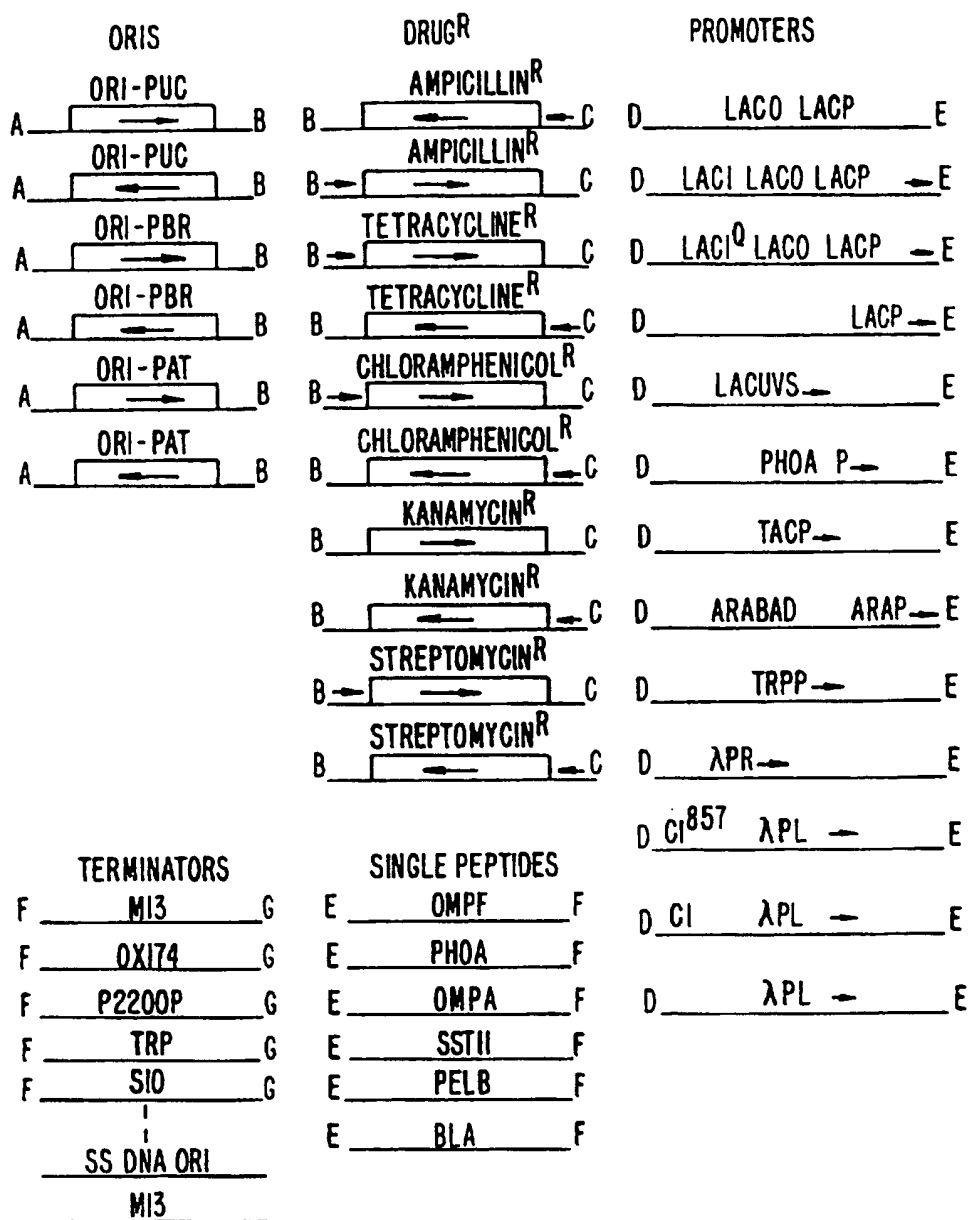 ORIS
ORI-PUC
A B
ORI-PUC
A B
ORI-PBR
A B
ORI-PBR
A B
ORI-PAT
A B
ORI-PAT
A B
DRUGR
AMPICILLINR
B C
AMPICILLINR
B C
TETRACYCLINER
B C
TETRACYCLINER
B C
CHLORAMPHENICOLR
B C
CHLORAMPHENICOLR
B C
KANAMYCINR
B C
KANAMYCINR
B C
STREPTOMYCINR
B C
STREPTOMYCINR
B C
PROMOTERS
D LACO LACP E
D LACI LACO LACP E
D LACIQ LACO LACP E
D LACP E
D LACUVS E
D PHOA P E
D TACP E
D ARABAD ARAP E
D TRPP E
D λPR E
D CI857 λPL E
D CI λPL E
D λPL E
TERMINATORS
F M13 G
F OX174 G
F P2200P G
F TRP G
F S10 G
SS DNA ORI
M13
SINGLE PEPTIDES
E OMPF F
E PHOA F
E OMPA F
E SSTII F
E PELB F
E BLA F